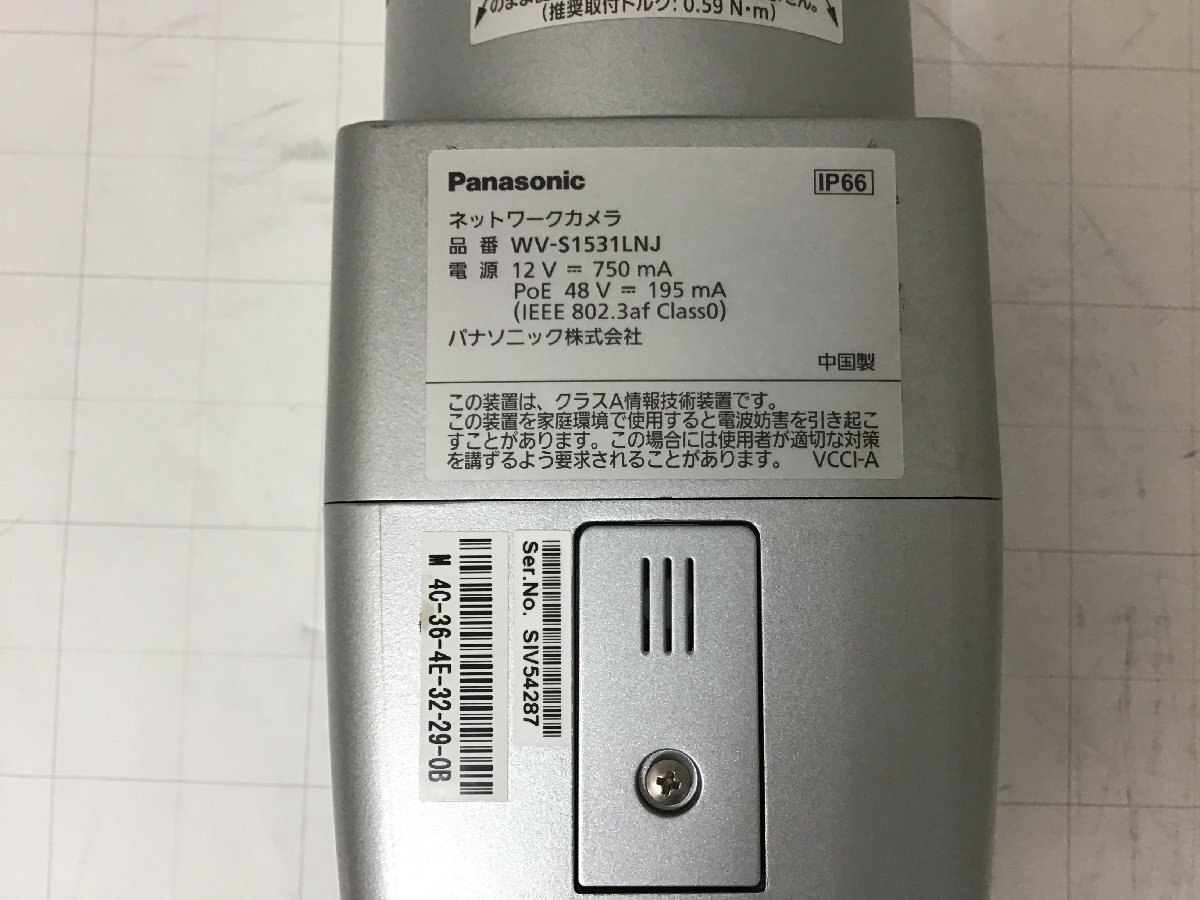 (推奨取付トルク: 0.59 N・m)
Panasonic
IP66
ネットワークカメラ
品番 WV-S1531LNJ
電源 12 V ⎓ 750 mA
PoE 48 V ⎓ 195 mA
(IEEE 802.3af Class0)
パナソニック株式会社
中国製
この装置は、クラスA情報技術装置です。
この装置を家庭環境で使用すると電波妨害を引き起こ
すことがあります。この場合には使用者が適切な対策
を講ずるよう要求されることがあります。 VCCI-A
Ser.No. SIV54287
M 4C-36-4E-32-29-0B